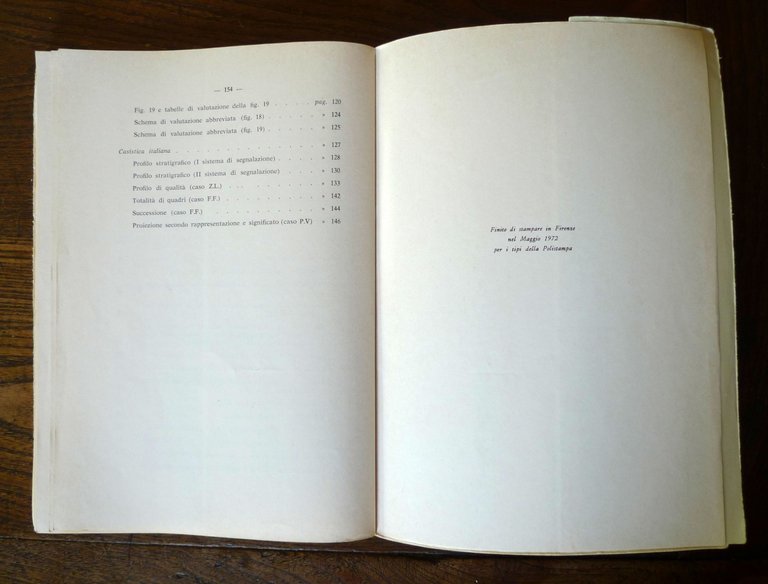 — 154 —
Fig. 19 e tabelle di valutazione della fig. 19 . . . . . pag. 120
Schema di valutazione abbreviata (fig. 18) . . . . . » 124
Schema di valutazione abbreviata (fig. 19) . . . . . » 125
Casistica italiana . . . . . . . . . . . . » 127
Profilo stratigrafico (I sistema di segnalazione) . . . . » 128
Profilo stratigrafico (II sistema di segnalazione) . . . . » 130
Profilo di qualità (caso Z.L.) . . . . . . . . . » 133
Totalità di quadri (caso F.F.) . . . . . . . . » 142
Successione (caso F.F.) . . . . . . . . . . » 144
Proiezione secondo rappresentazione e significato (caso P.V.) » 146
Finito di stampare in Firenze
nel Maggio 1972
per i tipi della Polistampa